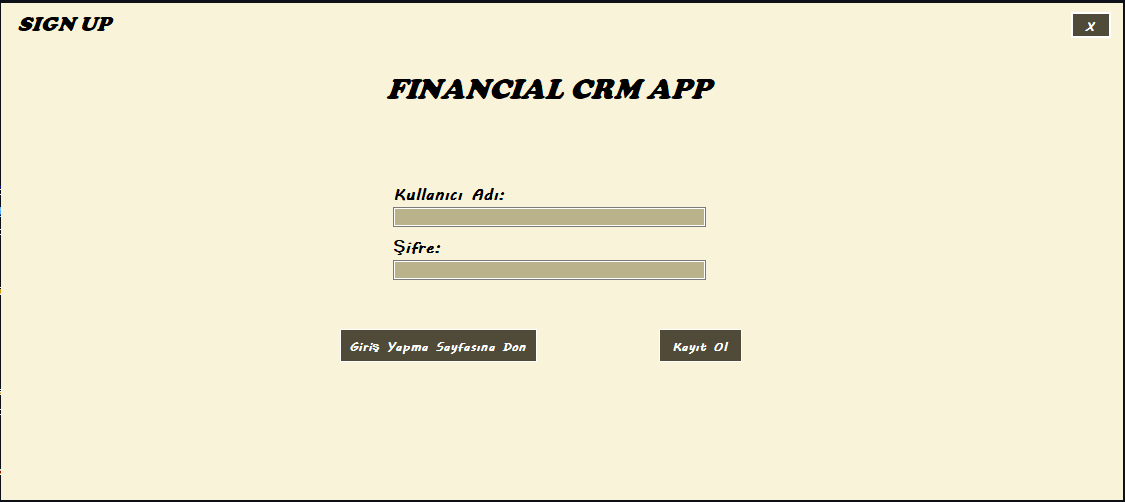 SIGN UP
X
FINANCIAL CRM APP
Kullanıcı Adı:
Şifre:
Giriş Yapma Sayfasına Don
Kayıt Ol